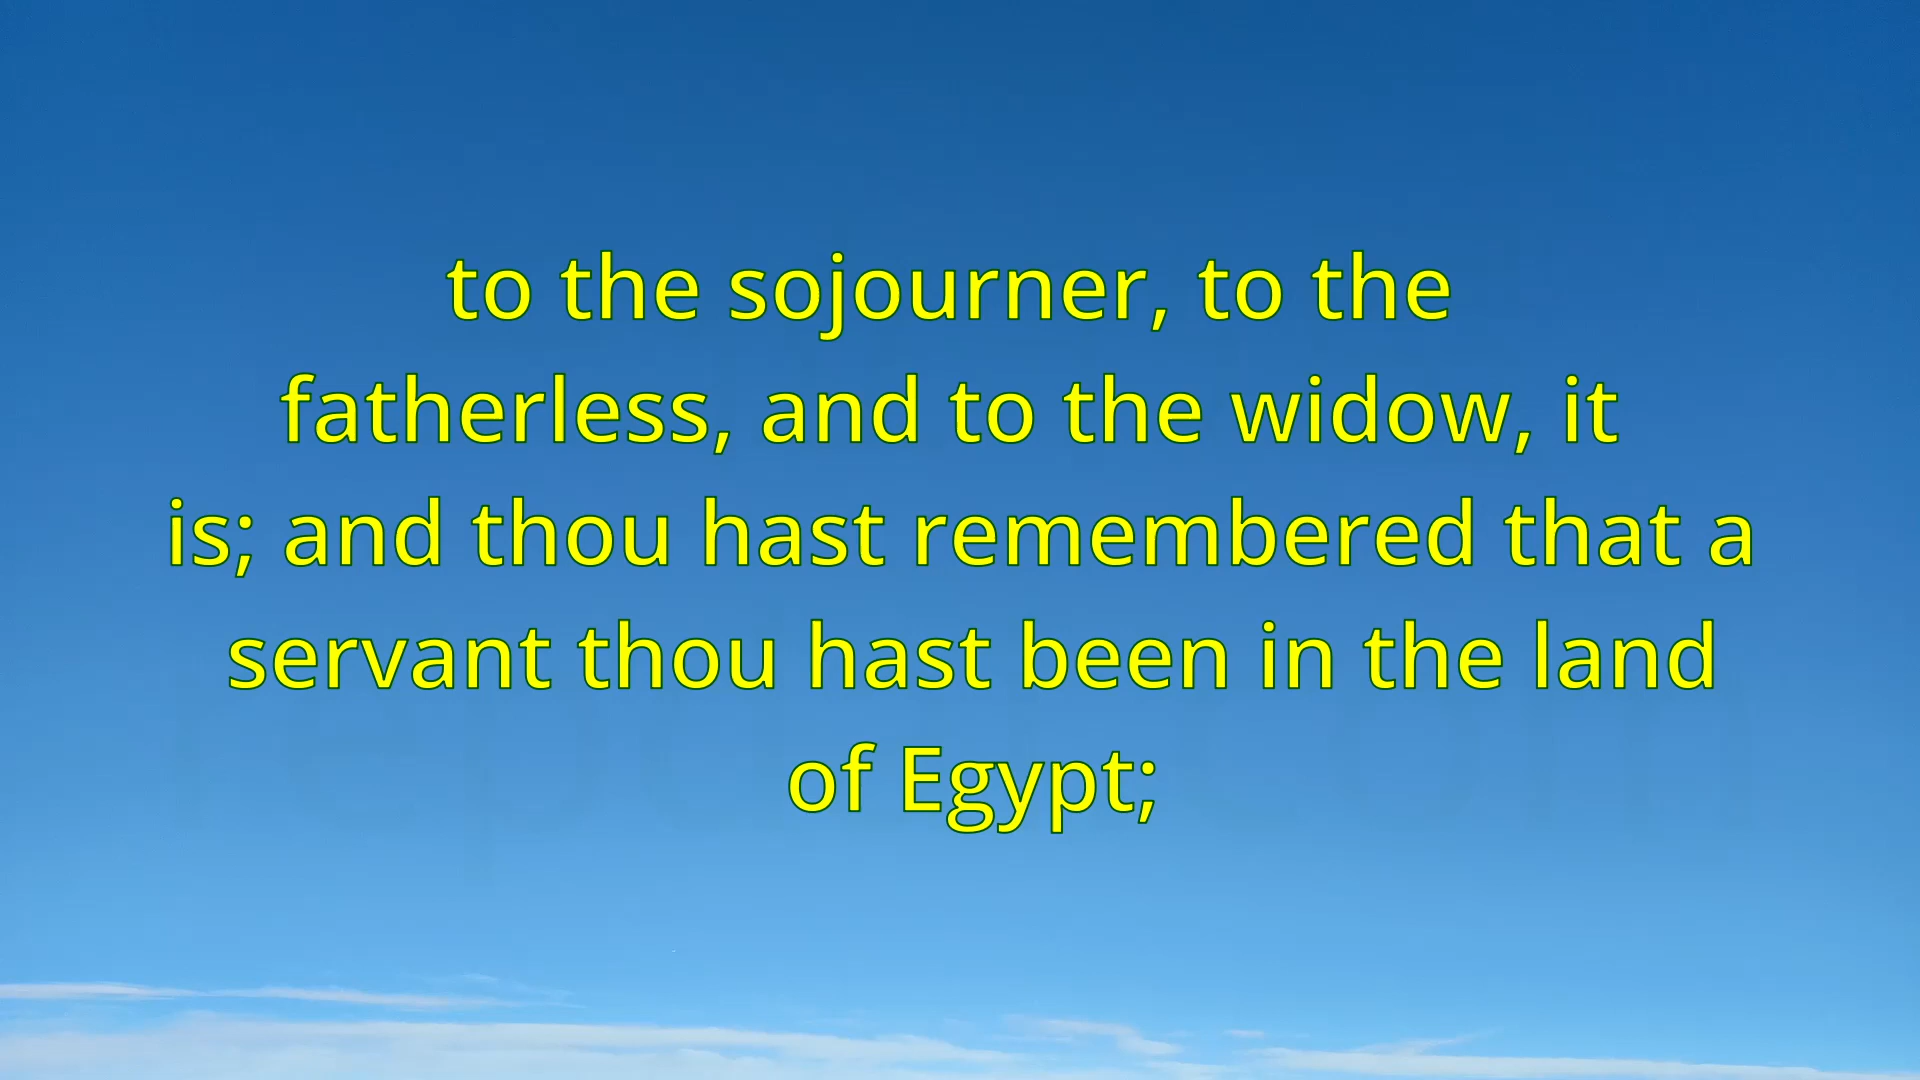 to the sojourner, to the
fatherless, and to the widow, it
is; and thou hast remembered that a
servant thou hast been in the land
of Egypt;